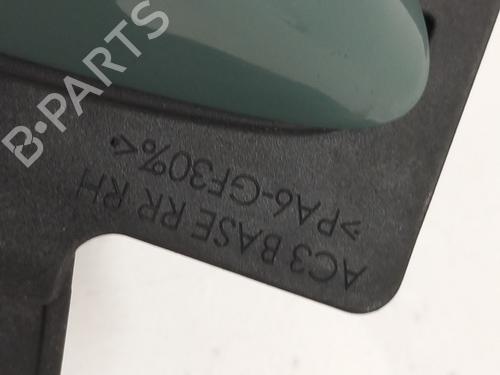 AC3 BASE RR RH
>PA6-GF30%<
B-PARTS